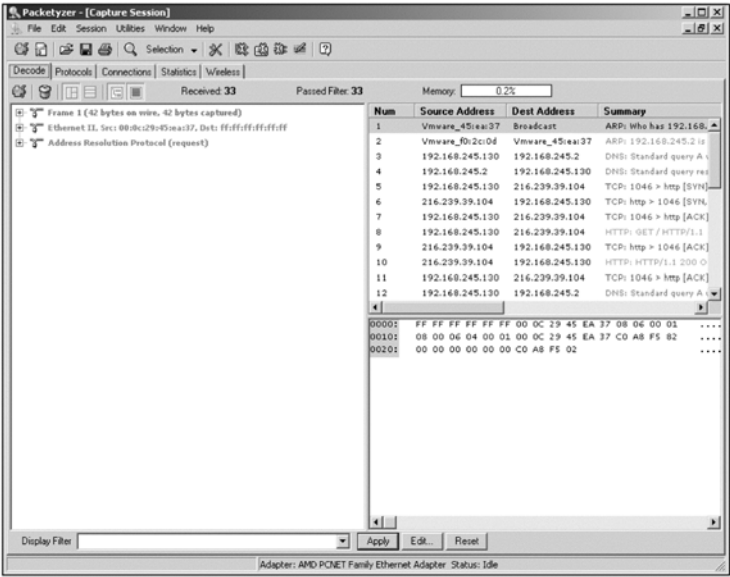 Packetyzer - [Capture Session]
File Edit Session Utilities Window Help
Selection
Decode Protocols Connections Statistics Wireless
Received: 33 Passed Filter: 33 Memory: 0.2%
Frame 1 (42 bytes on wire, 42 bytes captured)
Ethernet II, Src: 00:0c:29:45:ea:37, Dst: ff:ff:ff:ff:ff:ff
Address Resolution Protocol (request)
Num Source Address Dest Address Summary
1 Vmware_45:ea:37 Broadcast ARP: Who has 192.168.
2 Vmware_f0:2c:0d Vmware_45:ea:37 ARP: 192.168.245.2 is
3 192.168.245.130 192.168.245.2 DNS: Standard query A
4 192.168.245.2 192.168.245.130 DNS: Standard query res
5 192.168.245.130 216.239.39.104 TCP: 1046 > http [SYN]
6 216.239.39.104 192.168.245.130 TCP: http > 1046 [SYN,
7 192.168.245.130 216.239.39.104 TCP: 1046 > http [ACK]
8 192.168.245.130 216.239.39.104 HTTP: GET / HTTP/1.1
9 216.239.39.104 192.168.245.130 TCP: http > 1046 [ACK]
10 216.239.39.104 192.168.245.130 HTTP: HTTP/1.1 200 O
11 192.168.245.130 216.239.39.104 TCP: 1046 > http [ACK]
12 192.168.245.130 192.168.245.2 DNS: Standard query A
0000: FF FF FF FF FF FF 00 0C 29 45 EA 37 08 06 00 01 ....
0010: 08 00 06 04 00 01 00 0C 29 45 EA 37 C0 A8 F5 82 ....
0020: 00 00 00 00 00 00 C0 A8 F5 02 ....
Display Filter Apply Edit... Reset
Adapter: AMD PCNET Family Ethernet Adapter Status: Idle